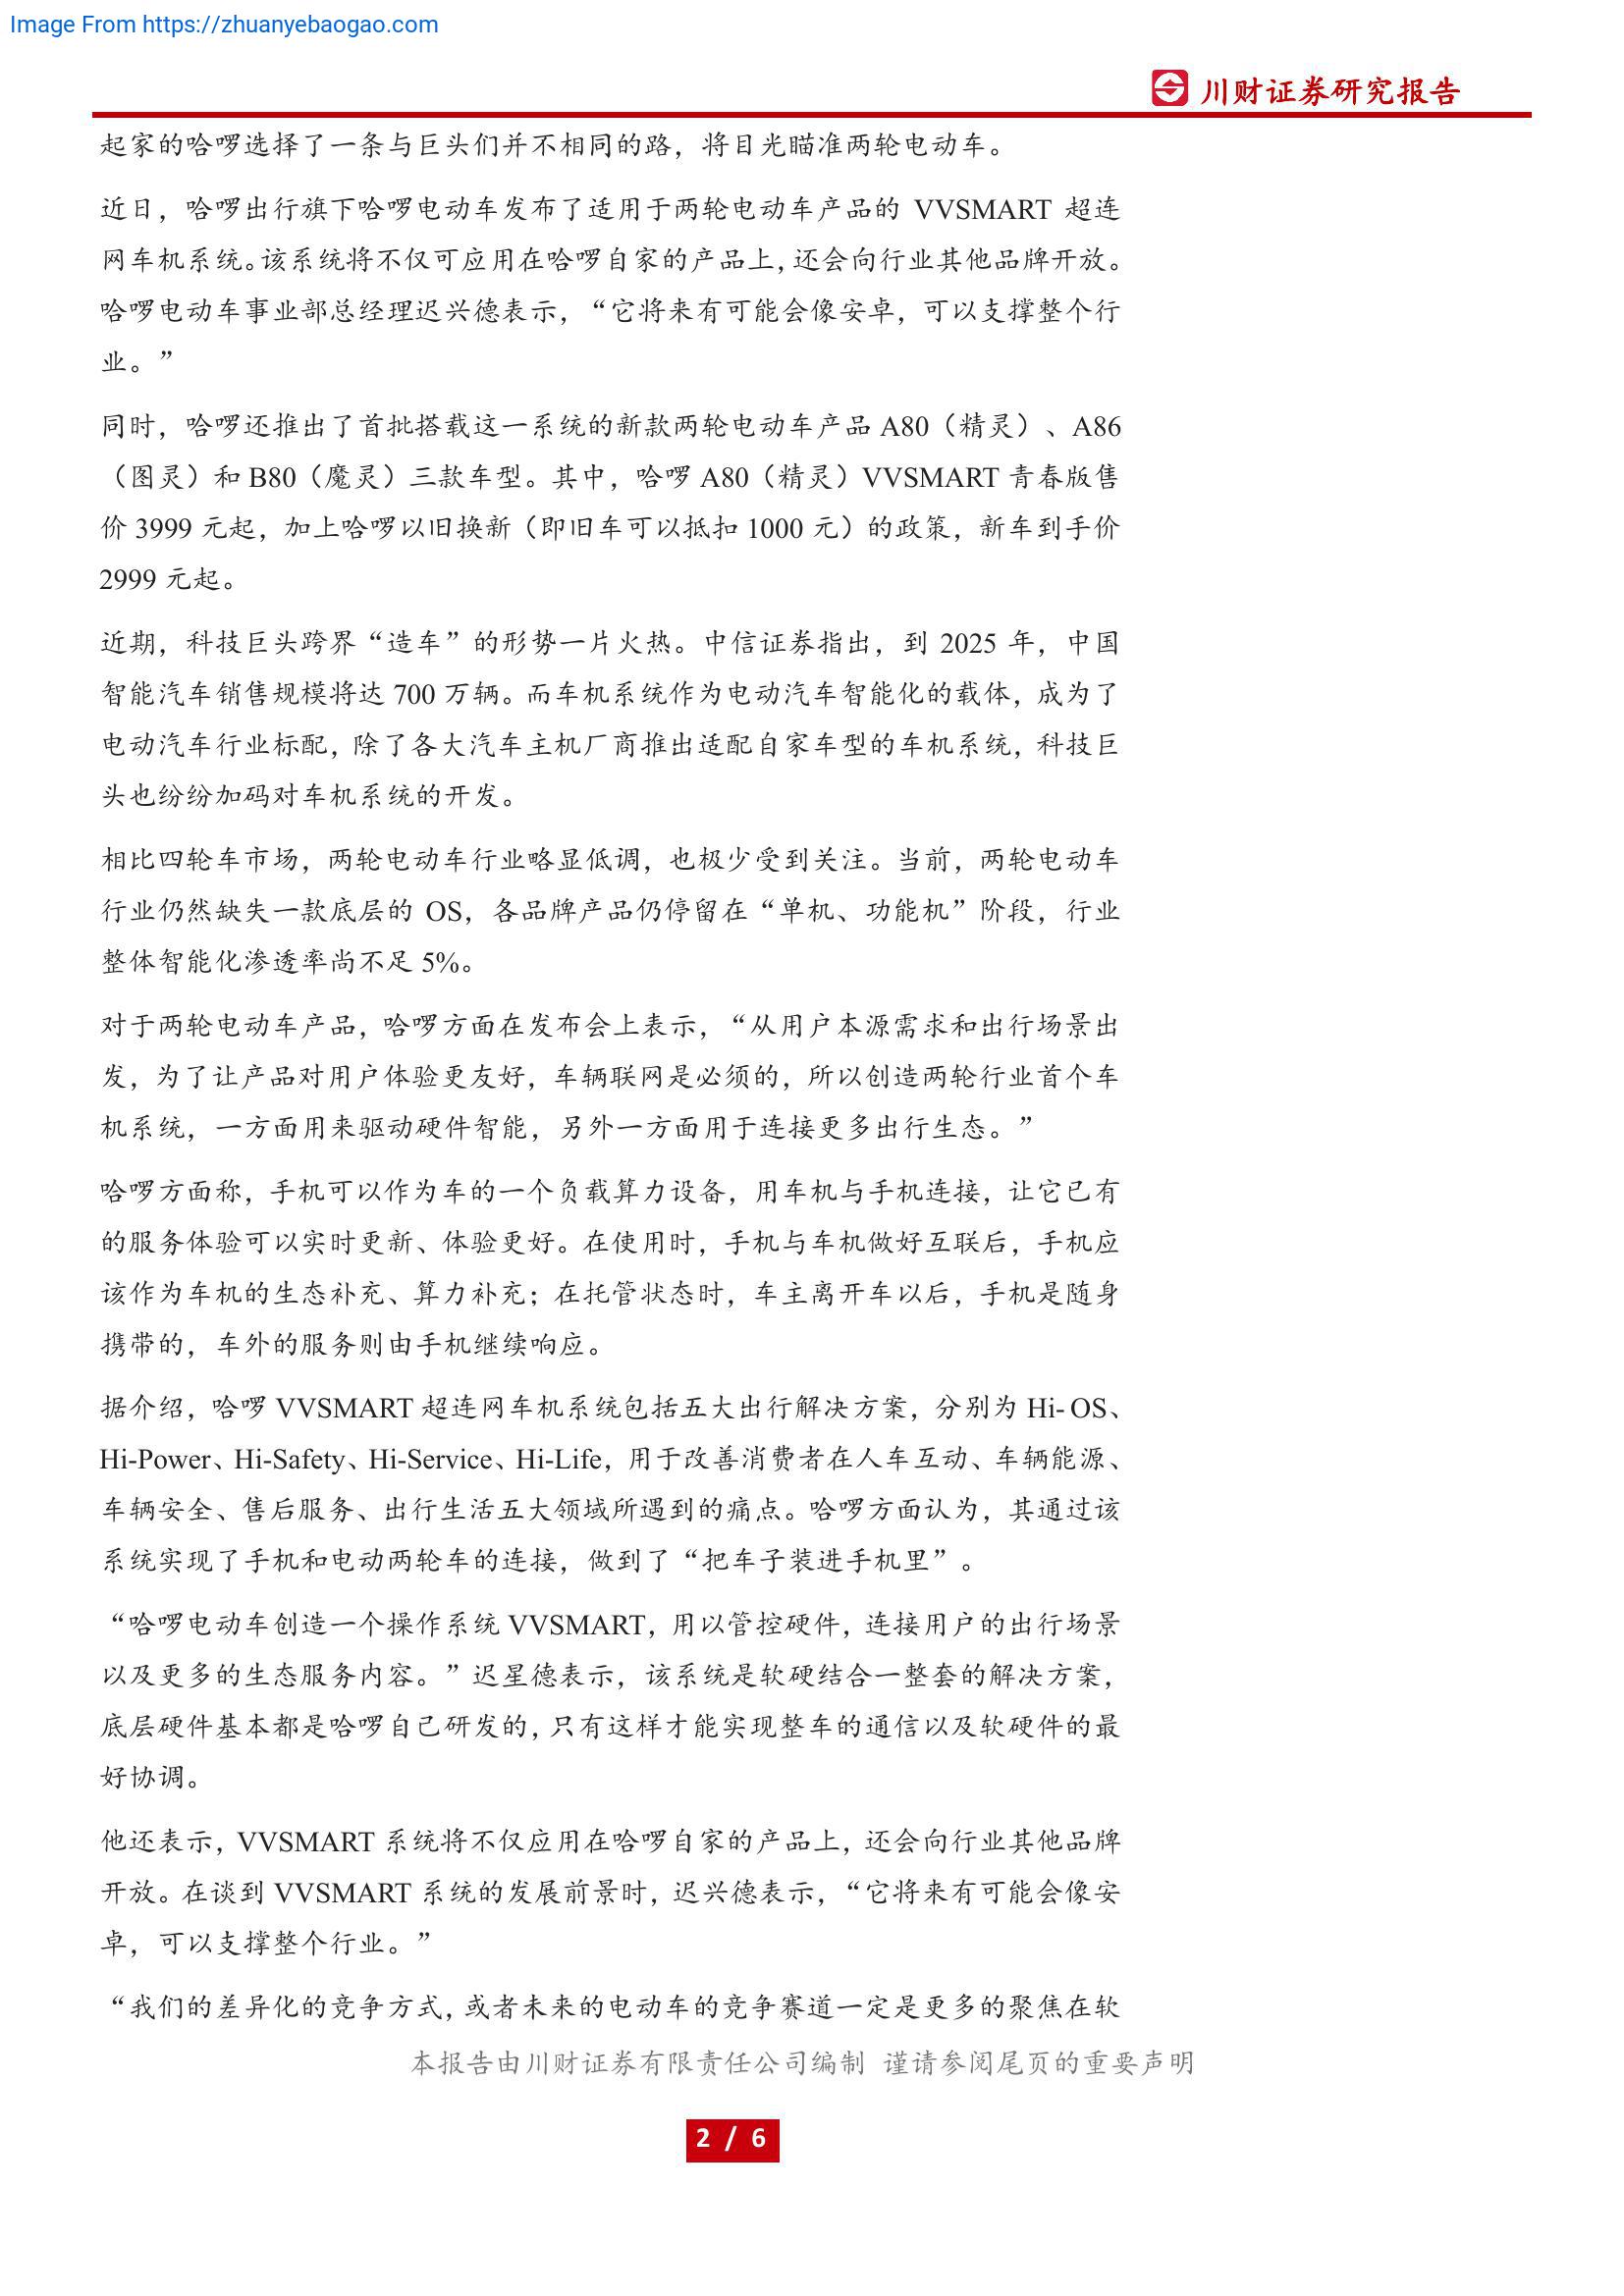 Image From https://zhuanyebaogao.com
川财证券研究报告
起家的哈啰选择了一条与巨头们并不相同的路，将目光瞄准两轮电动车。
近日，哈啰出行旗下哈啰电动车发布了适用于两轮电动车产品的 VVSMART 超连
网车机系统。该系统将不仅可应用在哈啰自家的产品上，还会向行业其他品牌开放。
哈啰电动车事业部总经理迟兴德表示，“它将来有可能会像安卓，可以支撑整个行
业。”
同时，哈啰还推出了首批搭载这一系统的新款两轮电动车产品 A80（精灵）、A86
（图灵）和 B80（魔灵）三款车型。其中，哈啰 A80（精灵）VVSMART 青春版售
价 3999 元起，加上哈啰以旧换新（即旧车可以抵扣 1000 元）的政策，新车到手价
2999 元起。
近期，科技巨头跨界“造车”的形势一片火热。中信证券指出，到 2025 年，中国
智能汽车销售规模将达 700 万辆。而车机系统作为电动汽车智能化的载体，成为了
电动汽车行业标配，除了各大汽车主机厂商推出适配自家车型的车机系统，科技巨
头也纷纷加码对车机系统的开发。
相比四轮车市场，两轮电动车行业略显低调，也极少受到关注。当前，两轮电动车
行业仍然缺失一款底层的 OS，各品牌产品仍停留在“单机、功能机”阶段，行业
整体智能化渗透率尚不足 5%。
对于两轮电动车产品，哈啰方面在发布会上表示，“从用户本源需求和出行场景出
发，为了让产品对用户体验更友好，车辆联网是必须的，所以创造两轮行业首个车
机系统，一方面用来驱动硬件智能，另外一方面用于连接更多出行生态。”
哈啰方面称，手机可以作为车的一个负载算力设备，用车机与手机连接，让它已有
的服务体验可以实时更新、体验更好。在使用时，手机与车机做好互联后，手机应
该作为车机的生态补充、算力补充；在托管状态时，车主离开车以后，手机是随身
携带的，车外的服务则由手机继续响应。
据介绍，哈啰 VVSMART 超连网车机系统包括五大出行解决方案，分别为 Hi- OS、
Hi-Power、Hi-Safety、Hi-Service、Hi-Life，用于改善消费者在人车互动、车辆能源、
车辆安全、售后服务、出行生活五大领域所遇到的痛点。哈啰方面认为，其通过该
系统实现了手机和电动两轮车的连接，做到了“把车子装进手机里”。
“哈啰电动车创造一个操作系统 VVSMART，用以管控硬件，连接用户的出行场景
以及更多的生态服务内容。”迟星德表示，该系统是软硬结合一整套的解决方案，
底层硬件基本都是哈啰自己研发的，只有这样才能实现整车的通信以及软硬件的最
好协调。
他还表示，VVSMART 系统将不仅应用在哈啰自家的产品上，还会向行业其他品牌
开放。在谈到 VVSMART 系统的发展前景时，迟兴德表示，“它将来有可能会像安
卓，可以支撑整个行业。”
“我们的差异化的竞争方式，或者未来的电动车的竞争赛道一定是更多的聚焦在软
本报告由川财证券有限责任公司编制 谨请参阅尾页的重要声明
2 / 6